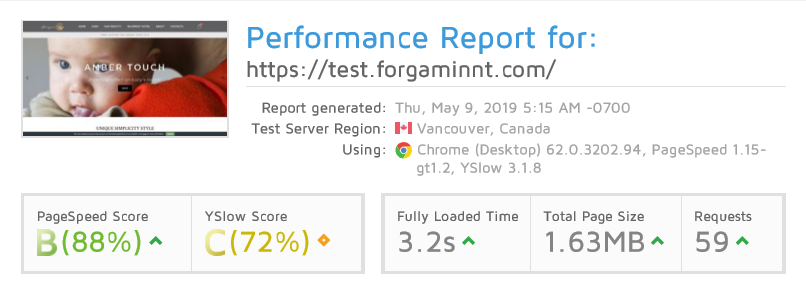 Performance Report for:
https://test.forgaminnt.com/
AMBER TOUCH
UNIQUE SIMPLICITY STYLE
Report generated: Thu, May 9, 2019 5:15 AM -0700
Test Server Region: Vancouver, Canada
Using: Chrome (Desktop) 62.0.3202.94, PageSpeed 1.15-
gt1.2, YSlow 3.1.8
PageSpeed Score YSlow Score Fully Loaded Time Total Page Size Requests
B(88%) C(72%) 3.2s 1.63MB 59